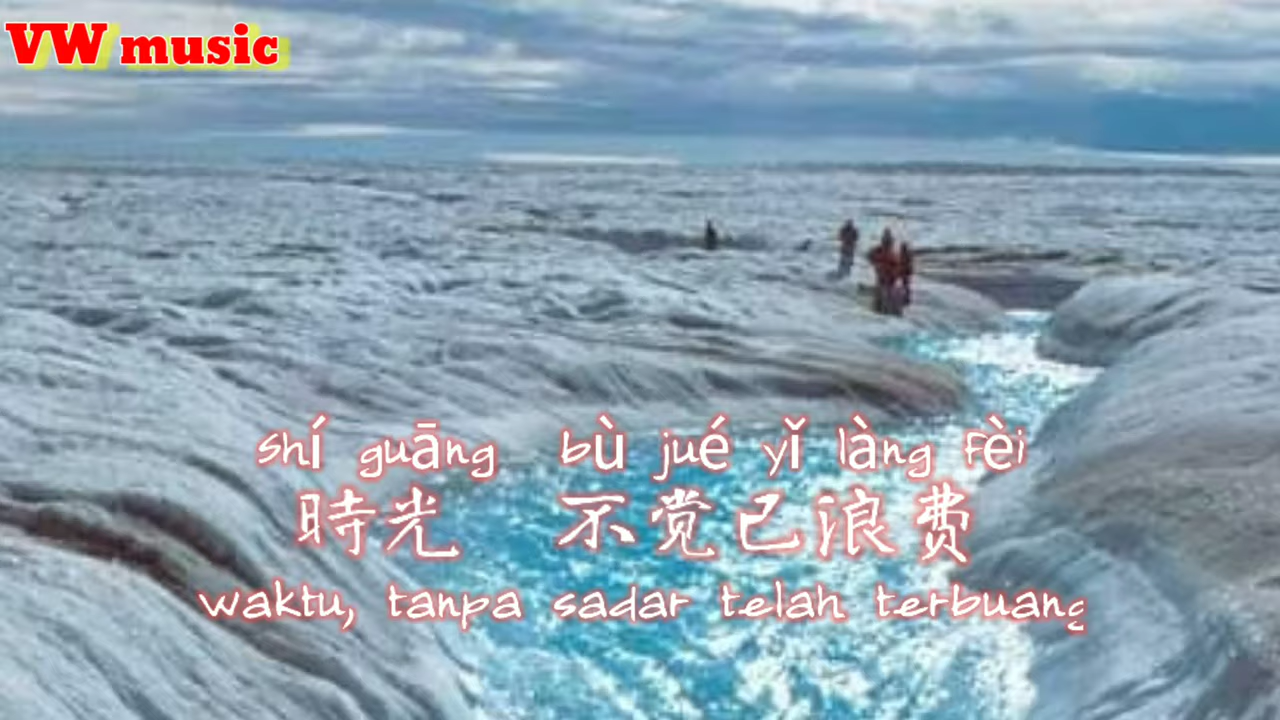 VW music
shí guāng bù jué yǐ làng fèi
時光 不觉已浪费
waktu, tanpa sadar telah terbuang